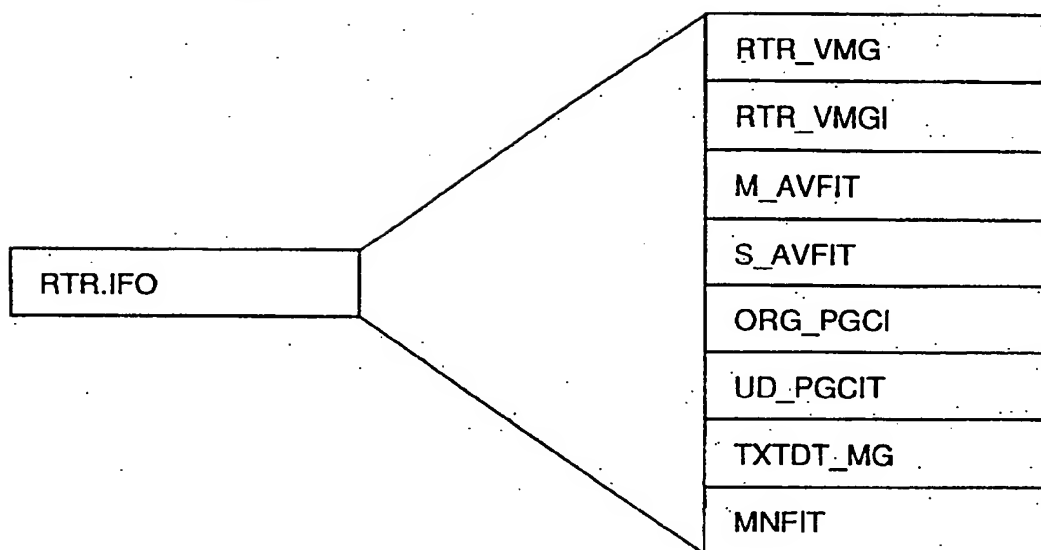 RTR.IFO
RTR_VMG
RTR_VMGI
M_AVFIT
S_AVFIT
ORG_PGCI
UD_PGCIT
TXTDT_MG
MNFIT